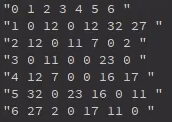 "0 1 2 3 4 5 6 "
"1 0 12 0 12 32 27 "
"2 12 0 11 7 0 2 "
"3 0 11 0 0 23 0 "
"4 12 7 0 0 16 17 "
"5 32 0 23 16 0 11 "
"6 27 2 0 17 11 0 "